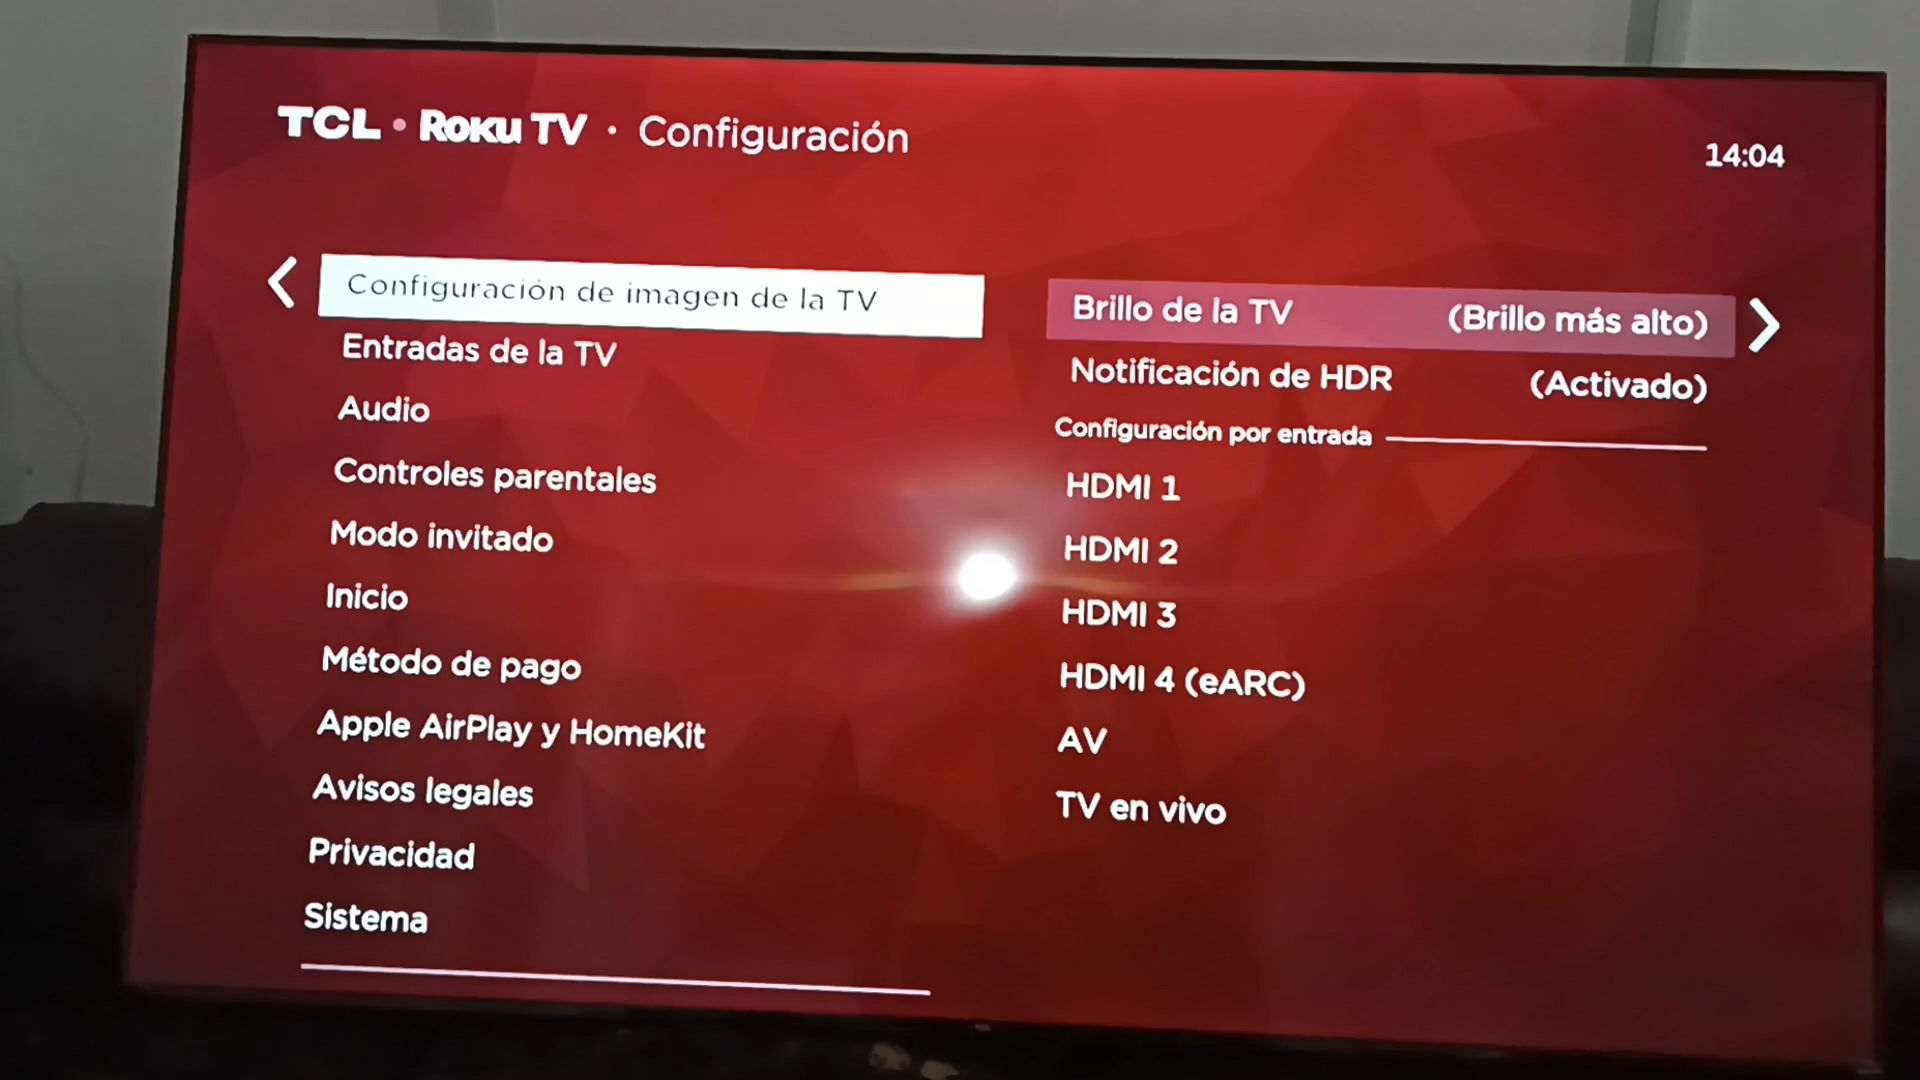 TCL • Roku TV • Configuración
14:04
Configuración de imagen de la TV
Entradas de la TV
Audio
Controles parentales
Modo invitado
Inicio
Método de pago
Apple AirPlay y HomeKit
Avisos legales
Privacidad
Sistema
Brillo de la TV (Brillo más alto)
Notificación de HDR (Activado)
Configuración por entrada
HDMI 1
HDMI 2
HDMI 3
HDMI 4 (eARC)
AV
TV en vivo